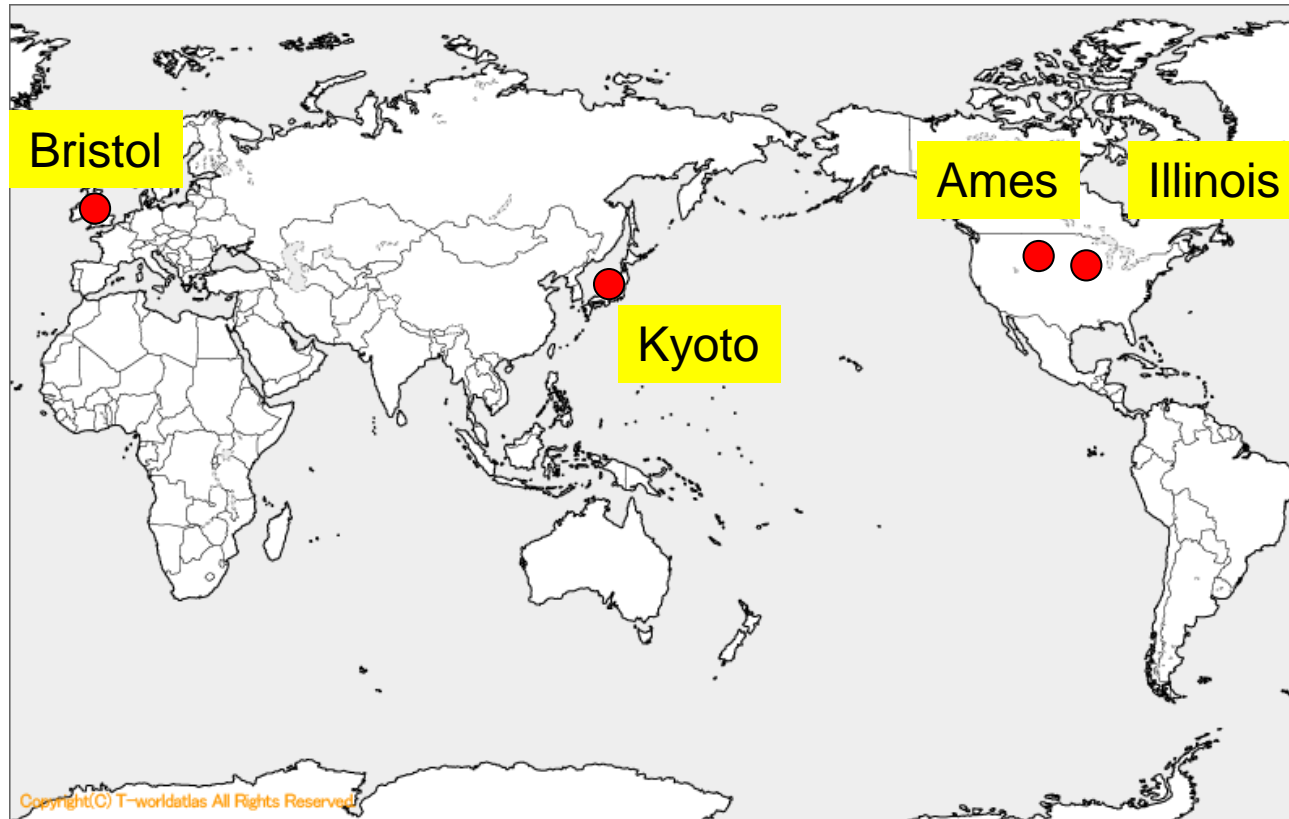 Bristol
Ames
Illinois
Kyoto
Copyright(C) T-worldatlas All Rights Reserved